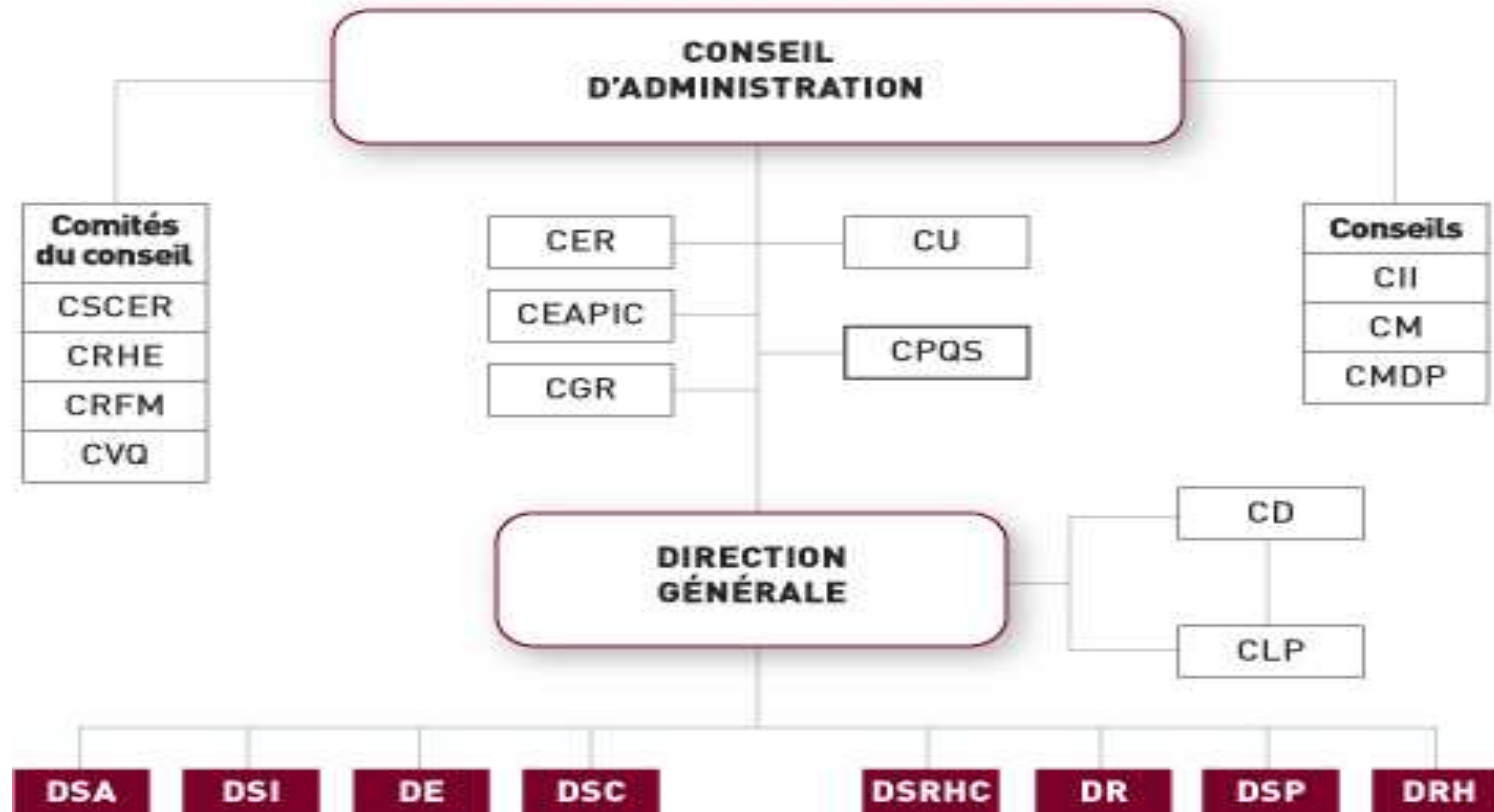 CONSEIL
D'ADMINISTRATION
Comités
du conseil
CSCER
CRHE
CRFM
CVQ
CER
CU
CEAPIC
CPQS
CGR
Conseils
CII
CM
CMDP
DIRECTION
GÉNÉRALE
CD
CLP
DSA
DSI
DE
DSC
DSRHC
DR
DSP
DRH